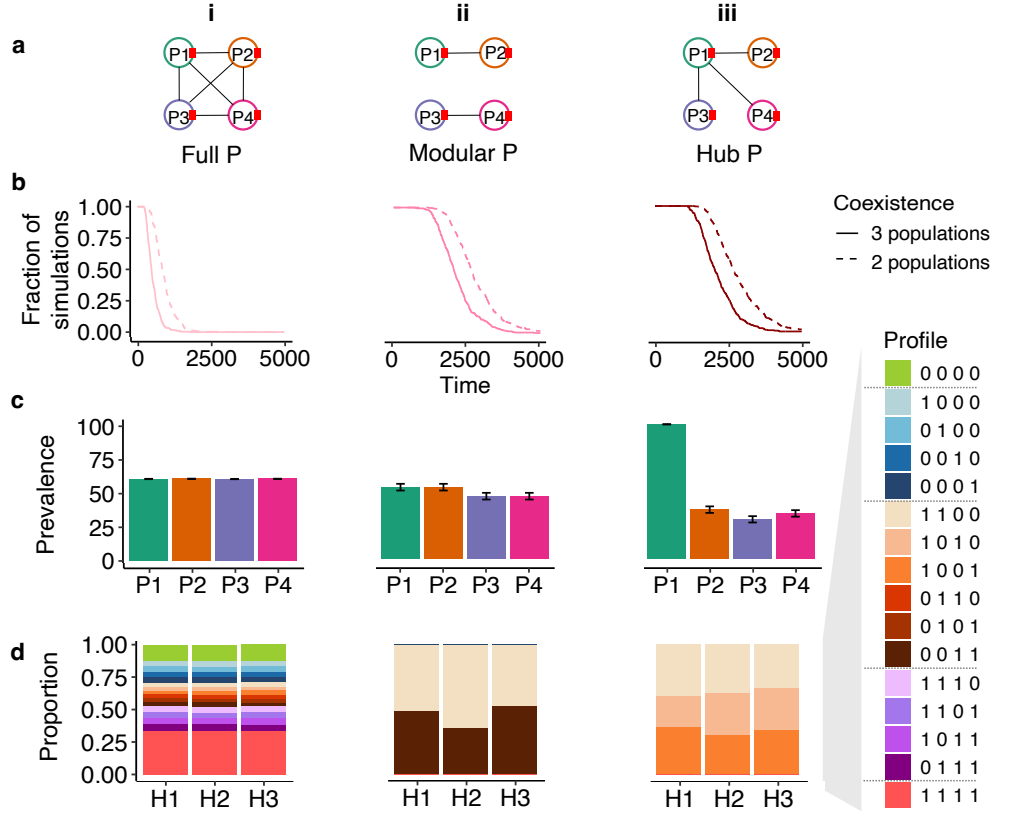 i ii iii
a
P1 P2 P1 P2 P1 P2
P3 P4 P3 P4 P3 P4
Full P Modular P Hub P
b
Fraction of
simulations
1.00
0.75
0.50
0.25
0.00
0 2500 5000 0 2500 5000 0 2500 5000
Time
Coexistence
3 populations
2 populations
c
Prevalence
100
75
50
25
0
P1 P2 P3 P4 P1 P2 P3 P4 P1 P2 P3 P4
d
Proportion
1.00
0.75
0.50
0.25
0.00
H1 H2 H3 H1 H2 H3 H1 H2 H3
Profile
0 0 0 0
1 0 0 0
0 1 0 0
0 0 1 0
0 0 0 1
1 1 0 0
1 0 1 0
1 0 0 1
0 1 1 0
0 1 0 1
0 0 1 1
1 1 1 0
1 1 0 1
1 0 1 1
0 1 1 1
1 1 1 1